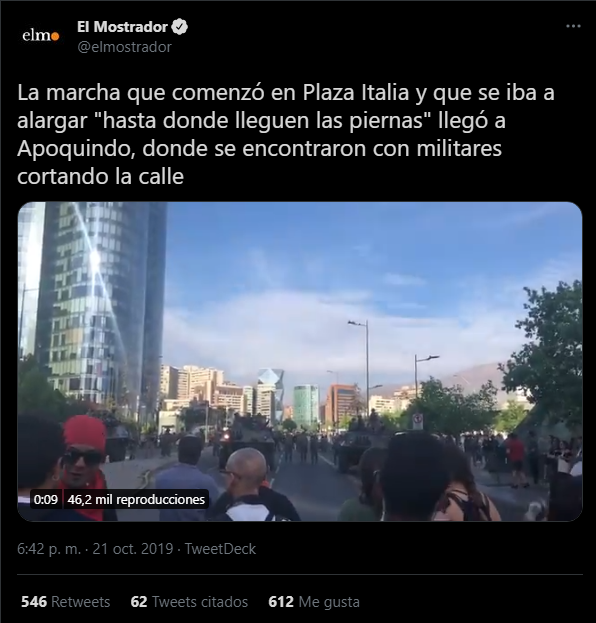 elmo
El Mostrador
@elmostrador
La marcha que comenzó en Plaza Italia y que se iba a
alargar "hasta donde lleguen las piernas" llegó a
Apoquindo, donde se encontraron con militares
cortando la calle
0:09 46,2 mil reproducciones
6:42 p. m. · 21 oct. 2019 · TweetDeck
546 Retweets 62 Tweets citados 612 Me gusta